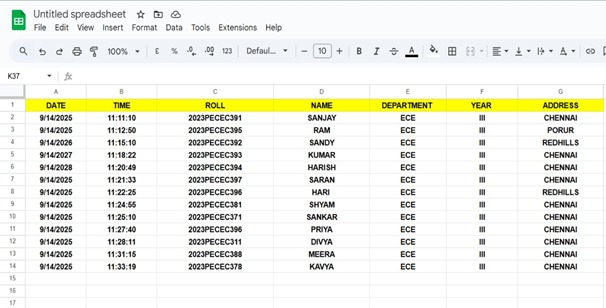 Untitled spreadsheet
File Edit View Insert Format Data Tools Extensions Help
100% £ % .0 .00 123 Defaul... 10 B I A
K37 fx
A B C D E F G
1 DATE TIME ROLL NAME DEPARTMENT YEAR ADDRESS
2 9/14/2025 11:11:10 2023PECEC391 SANJAY ECE III CHENNAI
3 9/14/2025 11:12:50 2023PECEC395 RAM ECE III PORUR
4 9/14/2026 11:15:10 2023PECEC392 SANDY ECE III REDHILLS
5 9/14/2027 11:18:22 2023PECEC393 KUMAR ECE III CHENNAI
6 9/14/2028 11:20:49 2023PECEC394 HARISH ECE III CHENNAI
7 9/14/2025 11:21:33 2023PECEC397 SARAN ECE III CHENNAI
8 9/14/2025 11:22:25 2023PECEC396 HARI ECE III REDHILLS
9 9/14/2025 11:24:55 2023PECEC381 SHYAM ECE III CHENNAI
10 9/14/2025 11:25:10 2023PECEC371 SANKAR ECE III CHENNAI
11 9/14/2025 11:27:40 2023PECEC396 PRIYA ECE III CHENNAI
12 9/14/2025 11:28:11 2023PECEC311 DIVYA ECE III CHENNAI
13 9/14/2025 11:31:15 2023PECEC388 MEERA ECE III CHENNAI
14 9/14/2025 11:33:19 2023PECEC378 KAVYA ECE III CHENNAI
15
16
17